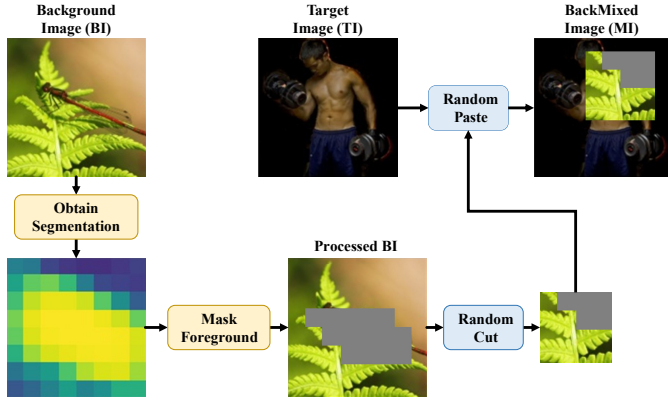 Background
Image (BI)
Target
Image (TI)
BackMixed
Image (MI)
Random
Paste
Obtain
Segmentation
Processed BI
Mask
Foreground
Random
Cut